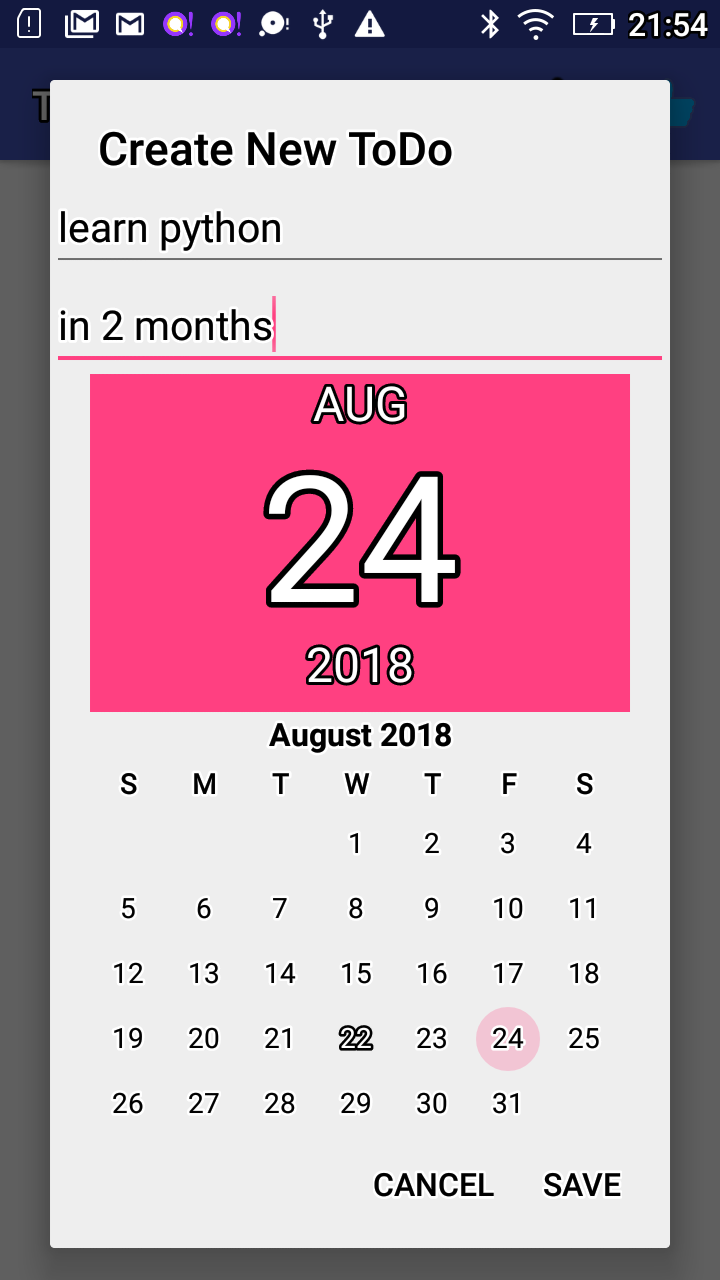 21:54
T
Create New ToDo
learn python
in 2 months
AUG
24
2018
August 2018
S M T W T F S
1 2 3 4
5 6 7 8 9 10 11
12 13 14 15 16 17 18
19 20 21 22 23 24 25
26 27 28 29 30 31
CANCEL SAVE